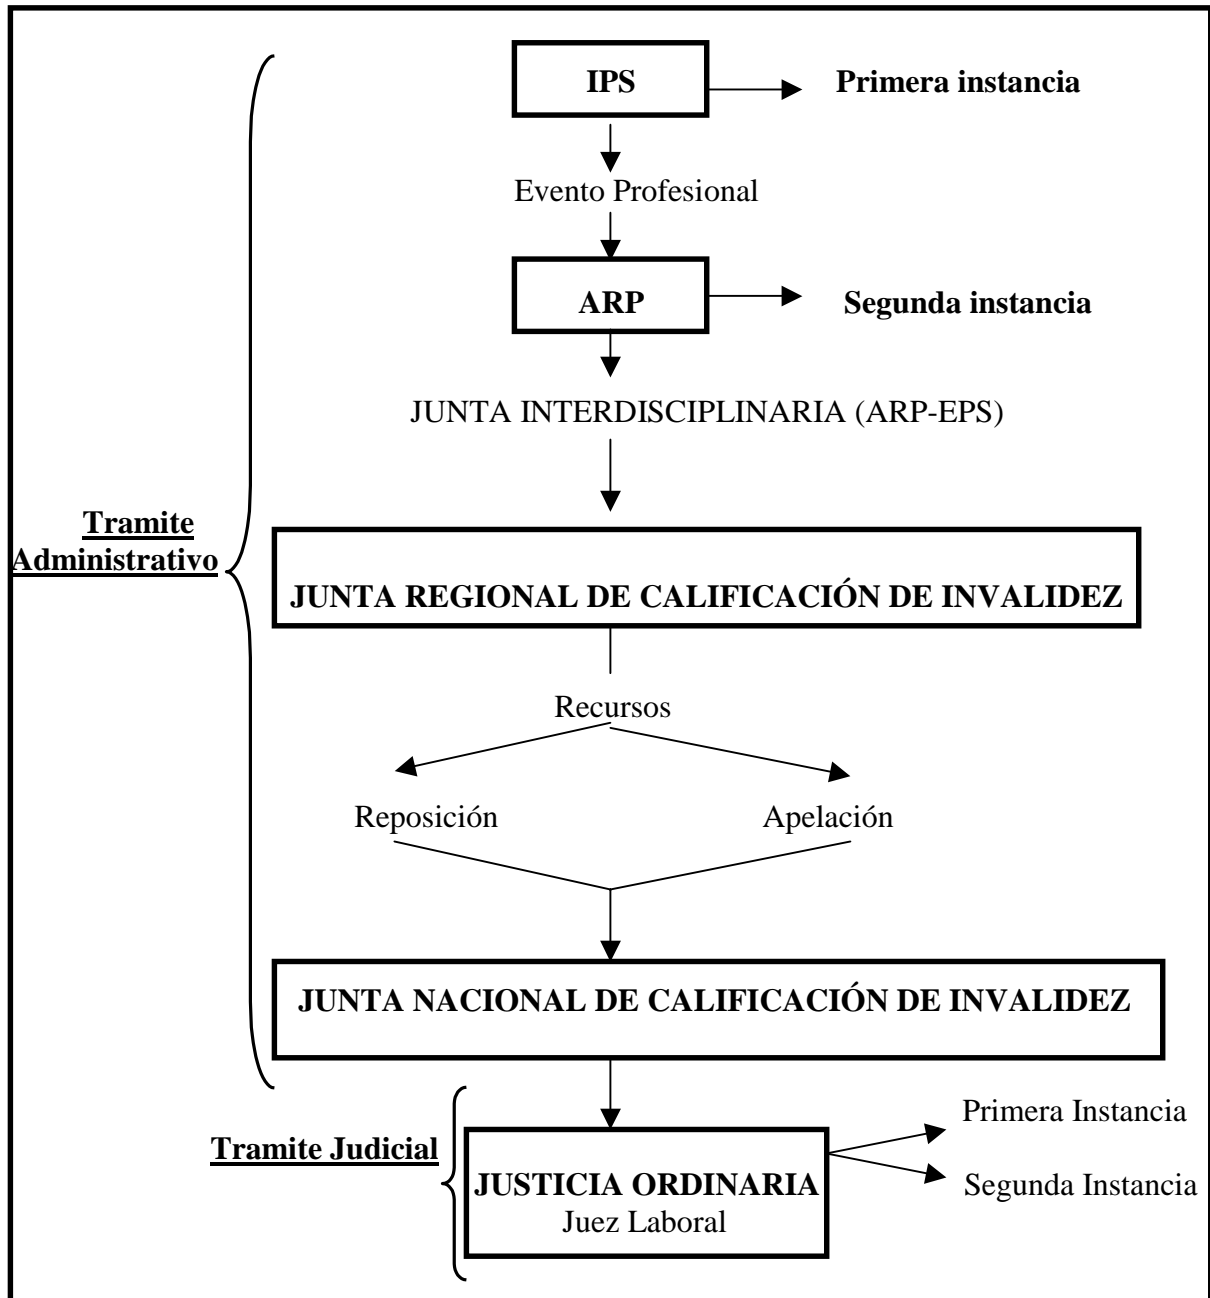 IPS
Primera instancia
Evento Profesional
ARP
Segunda instancia
JUNTA INTERDISCIPLINARIA (ARP-EPS)
Tramite
Administrativo
JUNTA REGIONAL DE CALIFICACIÓN DE INVALIDEZ
Recursos
Reposición
Apelación
JUNTA NACIONAL DE CALIFICACIÓN DE INVALIDEZ
Tramite Judicial
JUSTICIA ORDINARIA
Juez Laboral
Primera Instancia
Segunda Instancia